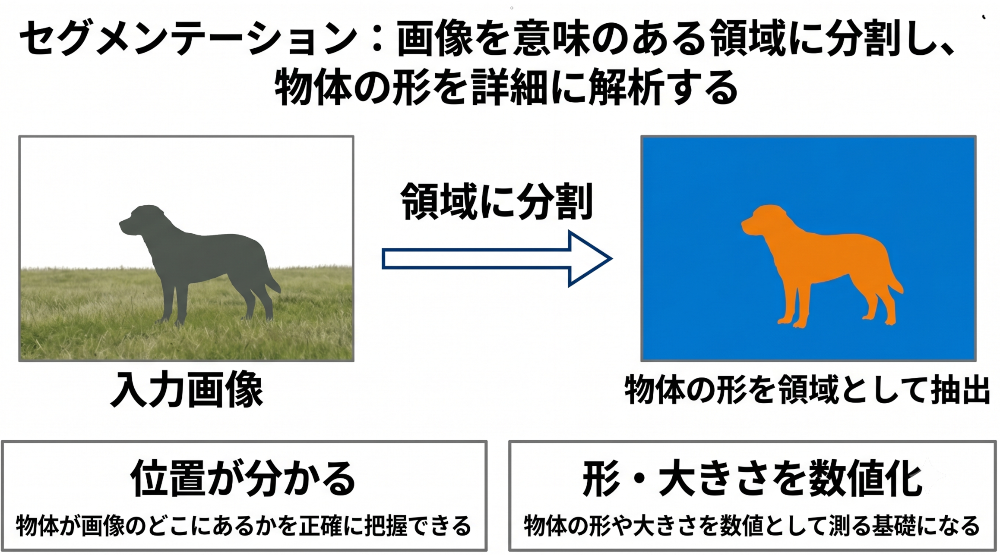 セグメンテーション：画像を意味のある領域に分割し、
物体の形を詳細に解析する
領域に分割
入力画像
物体の形を領域として抽出
位置が分かる
物体が画像のどこにあるかを正確に把握できる
形・大きさを数値化
物体の形や大きさを数値として測る基礎になる